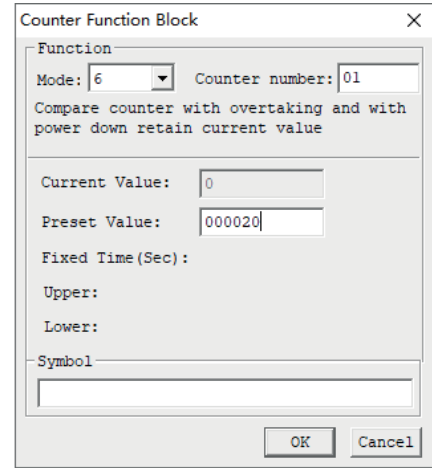 Counter Function Block
Function
Mode: 6 Counter number: 01
Compare counter with overtaking and with
power down retain current value
Current Value: 0
Preset Value: 000020
Fixed Time(Sec):
Upper:
Lower:
Symbol
OK Cancel